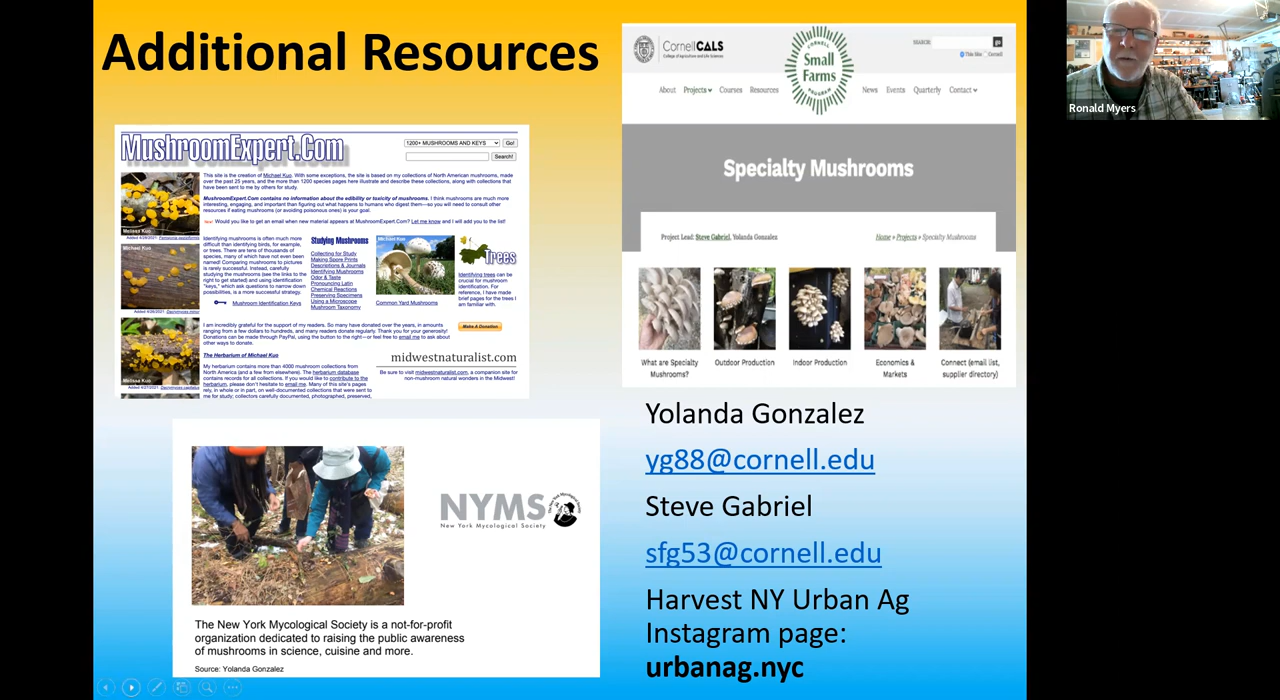 Additional Resources
MushroomExpert.Com
1200+ MUSHROOMS AND KEYS
Go!
Search!
This site is the creation of Michael Kuo. With some exceptions, the site is based on my collections of North American mushrooms, made
over the past 25 years, and the more than 1200 species pages here illustrate and describe these collections, along with collections that
have been sent to me by others for study.
MushroomExpert.Com contains no information about the edibility or toxicity of mushrooms. I think mushrooms are much more
interesting, engaging, and important than figuring out what happens to humans who digest them—so you will need to consult other
resources if eating mushrooms (or avoiding poisonous ones) is your goal.
Would you like to get an email when new material appears at MushroomExpert.Com? Let me know and I will add you to the list!
Melissa Kuo
Michael Kuo
Melissa Kuo
Identifying mushrooms is often much more
difficult than identifying birds, for example,
or trees. There are tens of thousands of
species, many of which have not even been
named! Comparing mushrooms to pictures
is rarely successful. Instead, carefully
studying the mushrooms (see the links to the
right to get started) and using identification
"keys," which ask questions to narrow down
possibilities, is a more successful strategy.
Mushroom Identification Keys
Studying Mushrooms
Collecting for Study
Making Spore Prints
Descriptions & Journals
Identifying Mushrooms
Odor & Taste
Pronouncing Latin
Chemical Reactions
Preserving Specimens
Using a Microscope
Mushroom Taxonomy
Michael Kuo
Common Yard Mushrooms
Trees
Identifying trees can be
crucial for mushroom
identification. For
reference, I have made
brief pages for the trees I
am familiar with.
Make A Donation
I am incredibly grateful for the support of my readers. So many have donated over the years, in amounts
ranging from a few dollars to hundreds, and many readers donate regularly. Thank you for your generosity!
Donations can be made through PayPal, using the button to the right—or feel free to email me to ask about
other ways to donate.
The Herbarium of Michael Kuo
My herbarium contains more than 4000 mushroom collections from
North America (and a few from elsewhere). The herbarium database
contains records for all collections. If you would like to contribute to the
herbarium, please don't hesitate to email me. Many of this site's pages
rely, in whole or in part, on well-documented collections that were sent to
me for study; collectors carefully documented, photographed, preserved,
midwestnaturalist.com
Be sure to visit midwestnaturalist.com, a companion site for
non-mushroom natural wonders in the Midwest!
CornellCALS
College of Agriculture and Life Sciences
CORNELL
Small
Farms
PROGRAM
SEARCH:
go
This Site
Cornell
About Projects Courses Resources
News Events Quarterly Contact
Specialty Mushrooms
Project Lead: Steve Gabriel, Yolanda Gonzalez
Home » Projects » Specialty Mushrooms
What are Specialty
Mushrooms?
Outdoor Production
Indoor Production
Economics &
Markets
Connect (email list,
supplier directory)
NYMS
New York Mycological Society
The New York Mycological Society is a not-for-profit
organization dedicated to raising the public awareness
of mushrooms in science, cuisine and more.
Source: Yolanda Gonzalez
Yolanda Gonzalez
yg88@cornell.edu
Steve Gabriel
sfg53@cornell.edu
Harvest NY Urban Ag
Instagram page:
urbanag.nyc
Ronald Myers